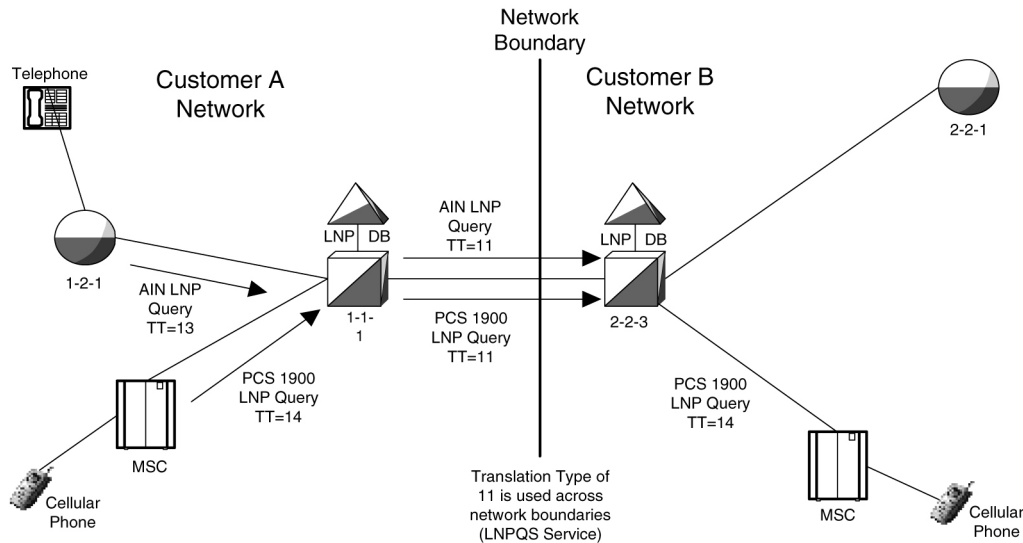 Network
Boundary
Telephone
Customer A
Network
Customer B
Network
2-2-1
AIN LNP
Query
TT=11
LNP DB
LNP DB
1-2-1
AIN LNP
Query
TT=13
1-1-
1
PCS 1900
LNP Query
TT=11
2-2-3
PCS 1900
LNP Query
TT=14
PCS 1900
LNP Query
TT=14
MSC
Cellular
Phone
Translation Type of
11 is used across
network boundaries
(LNPQS Service)
MSC
Cellular
Phone